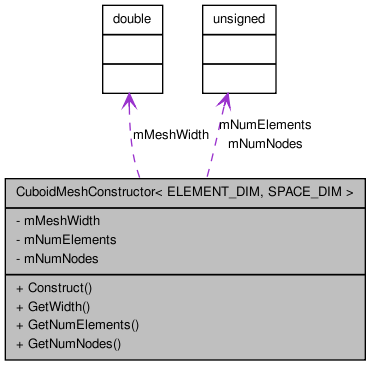 double
unsigned
mMeshWidth
mNumElements
mNumNodes
CuboidMeshConstructor< ELEMENT_DIM, SPACE_DIM >
- mMeshWidth
- mNumElements
- mNumNodes
+ Construct()
+ GetWidth()
+ GetNumElements()
+ GetNumNodes()